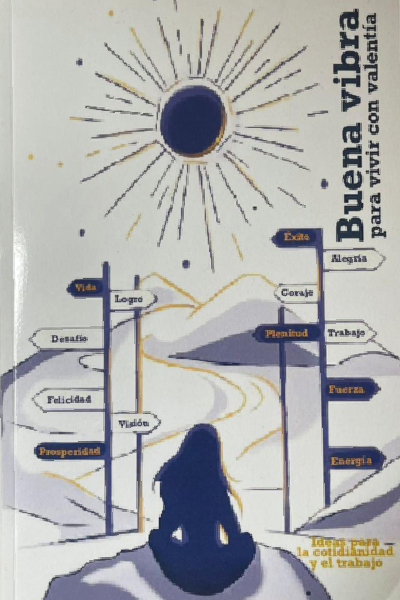 Buena vibra
para vivir con valentía
Éxito
Alegría
Vida
Logro
Coraje
Desafío
Plenitud
Trabajo
Felicidad
Fuerza
Visión
Prosperidad
Energía
Ideas para
la cotidianidad
y el trabajo